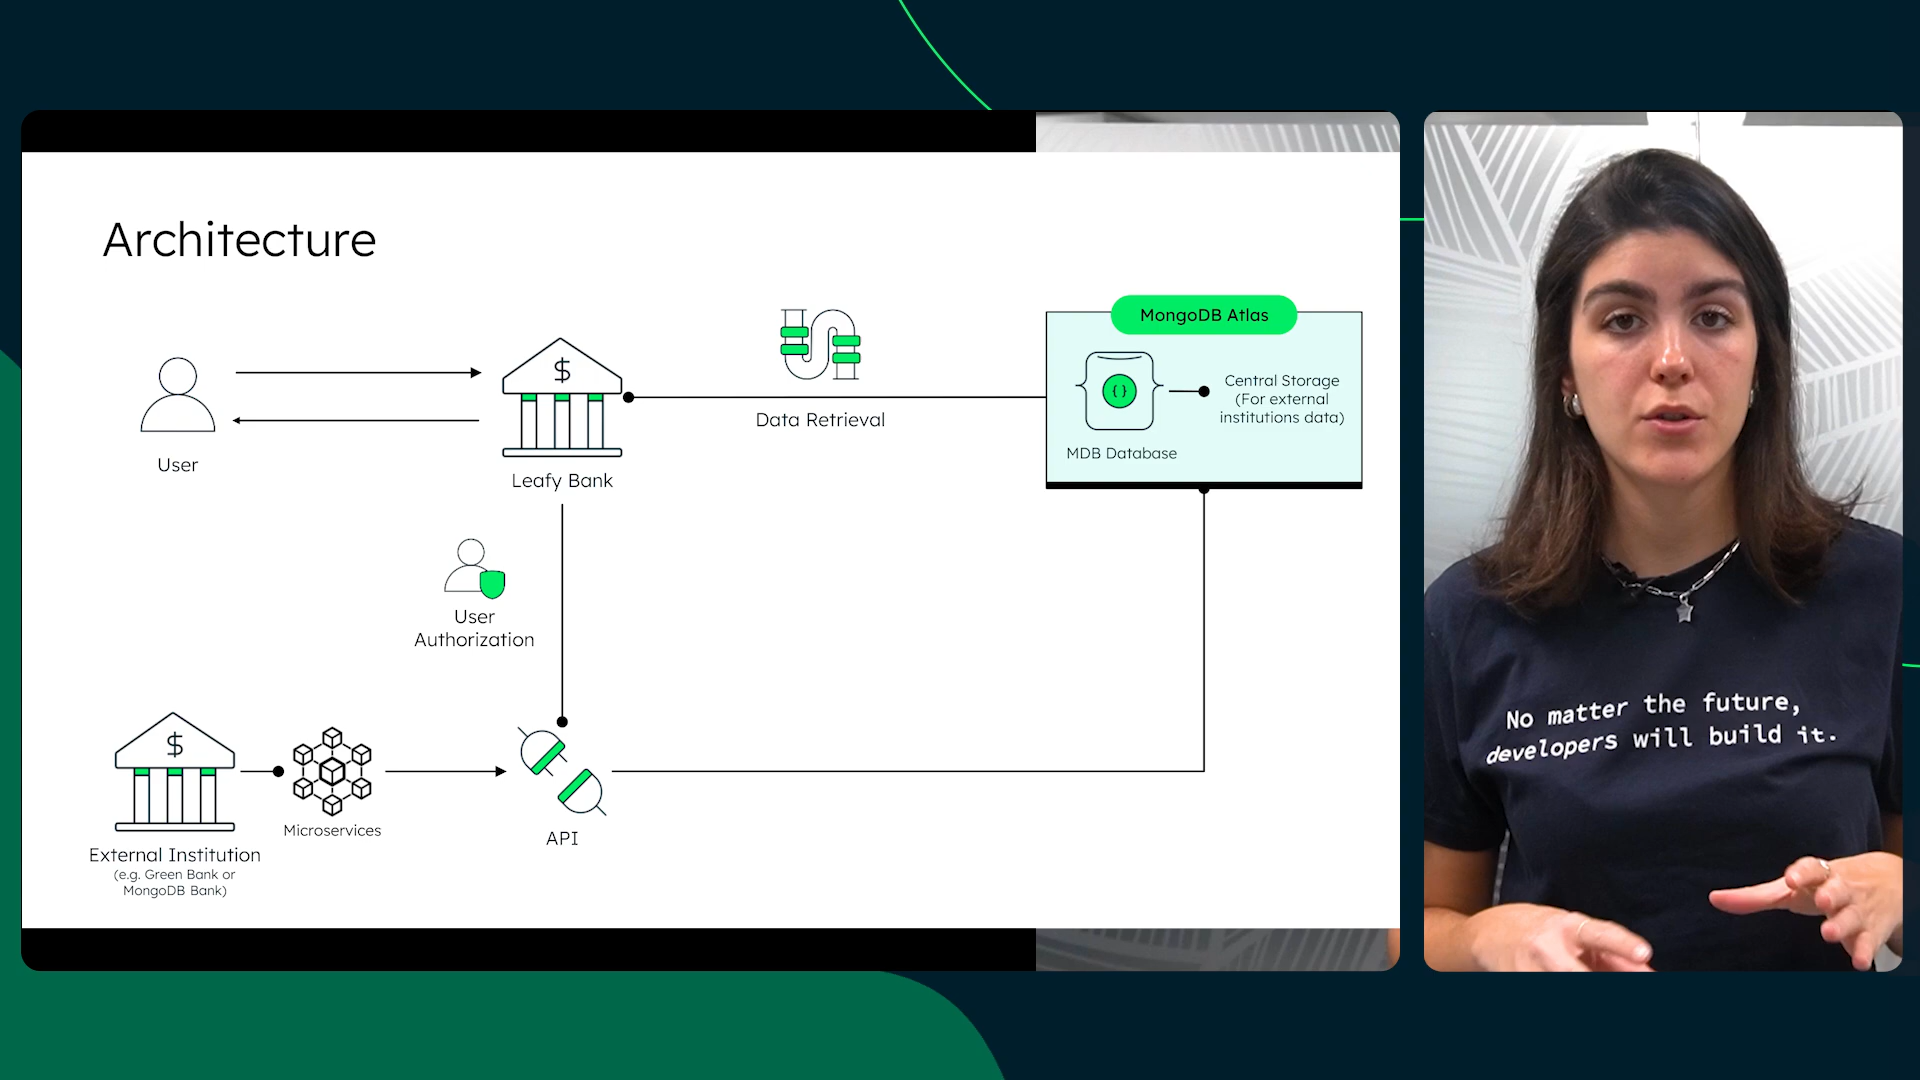 Architecture
MongoDB Atlas
$
{ }
Central Storage
(For external
institutions data)
MDB Database
Data Retrieval
User
Leafy Bank
User
Authorization
$
Microservices
API
External Institution
(e.g. Green Bank or
MongoDB Bank)
No matter the future,
developers will build it.